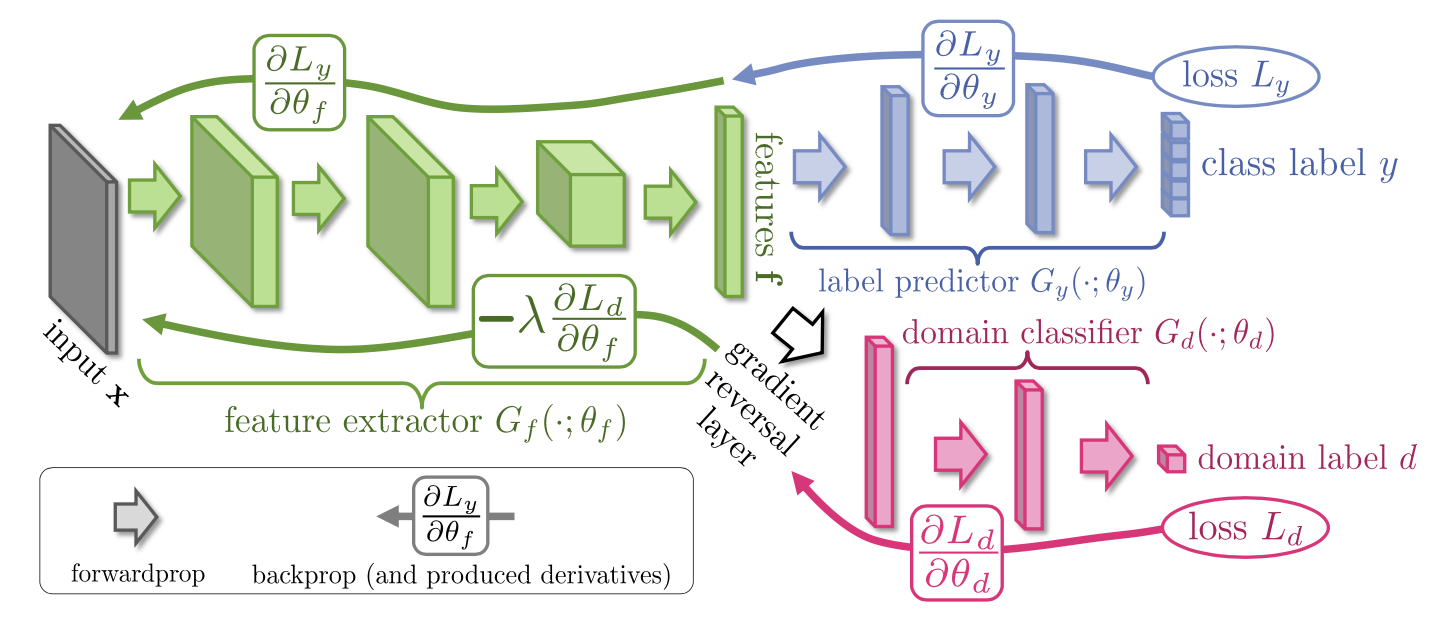 ∂L_y
∂θ_f
∂L_y
∂θ_y
loss L_y
features f
class label y
label predictor G_y(·; θ_y)
input x
−λ ∂L_d
∂θ_f
feature extractor G_f(·; θ_f)
gradient
reversal
layer
domain classifier G_d(·; θ_d)
domain label d
∂L_d
∂θ_d
loss L_d
forwardprop
∂L_y
∂θ_f
backprop (and produced derivatives)